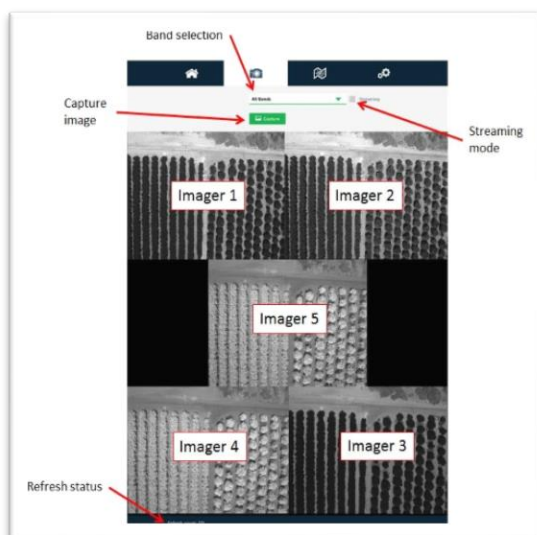 Band selection
All Bands
Streaming
Capture
image
Capture
Streaming
mode
Imager 1
Imager 2
Imager 5
Imager 4
Imager 3
Refresh status